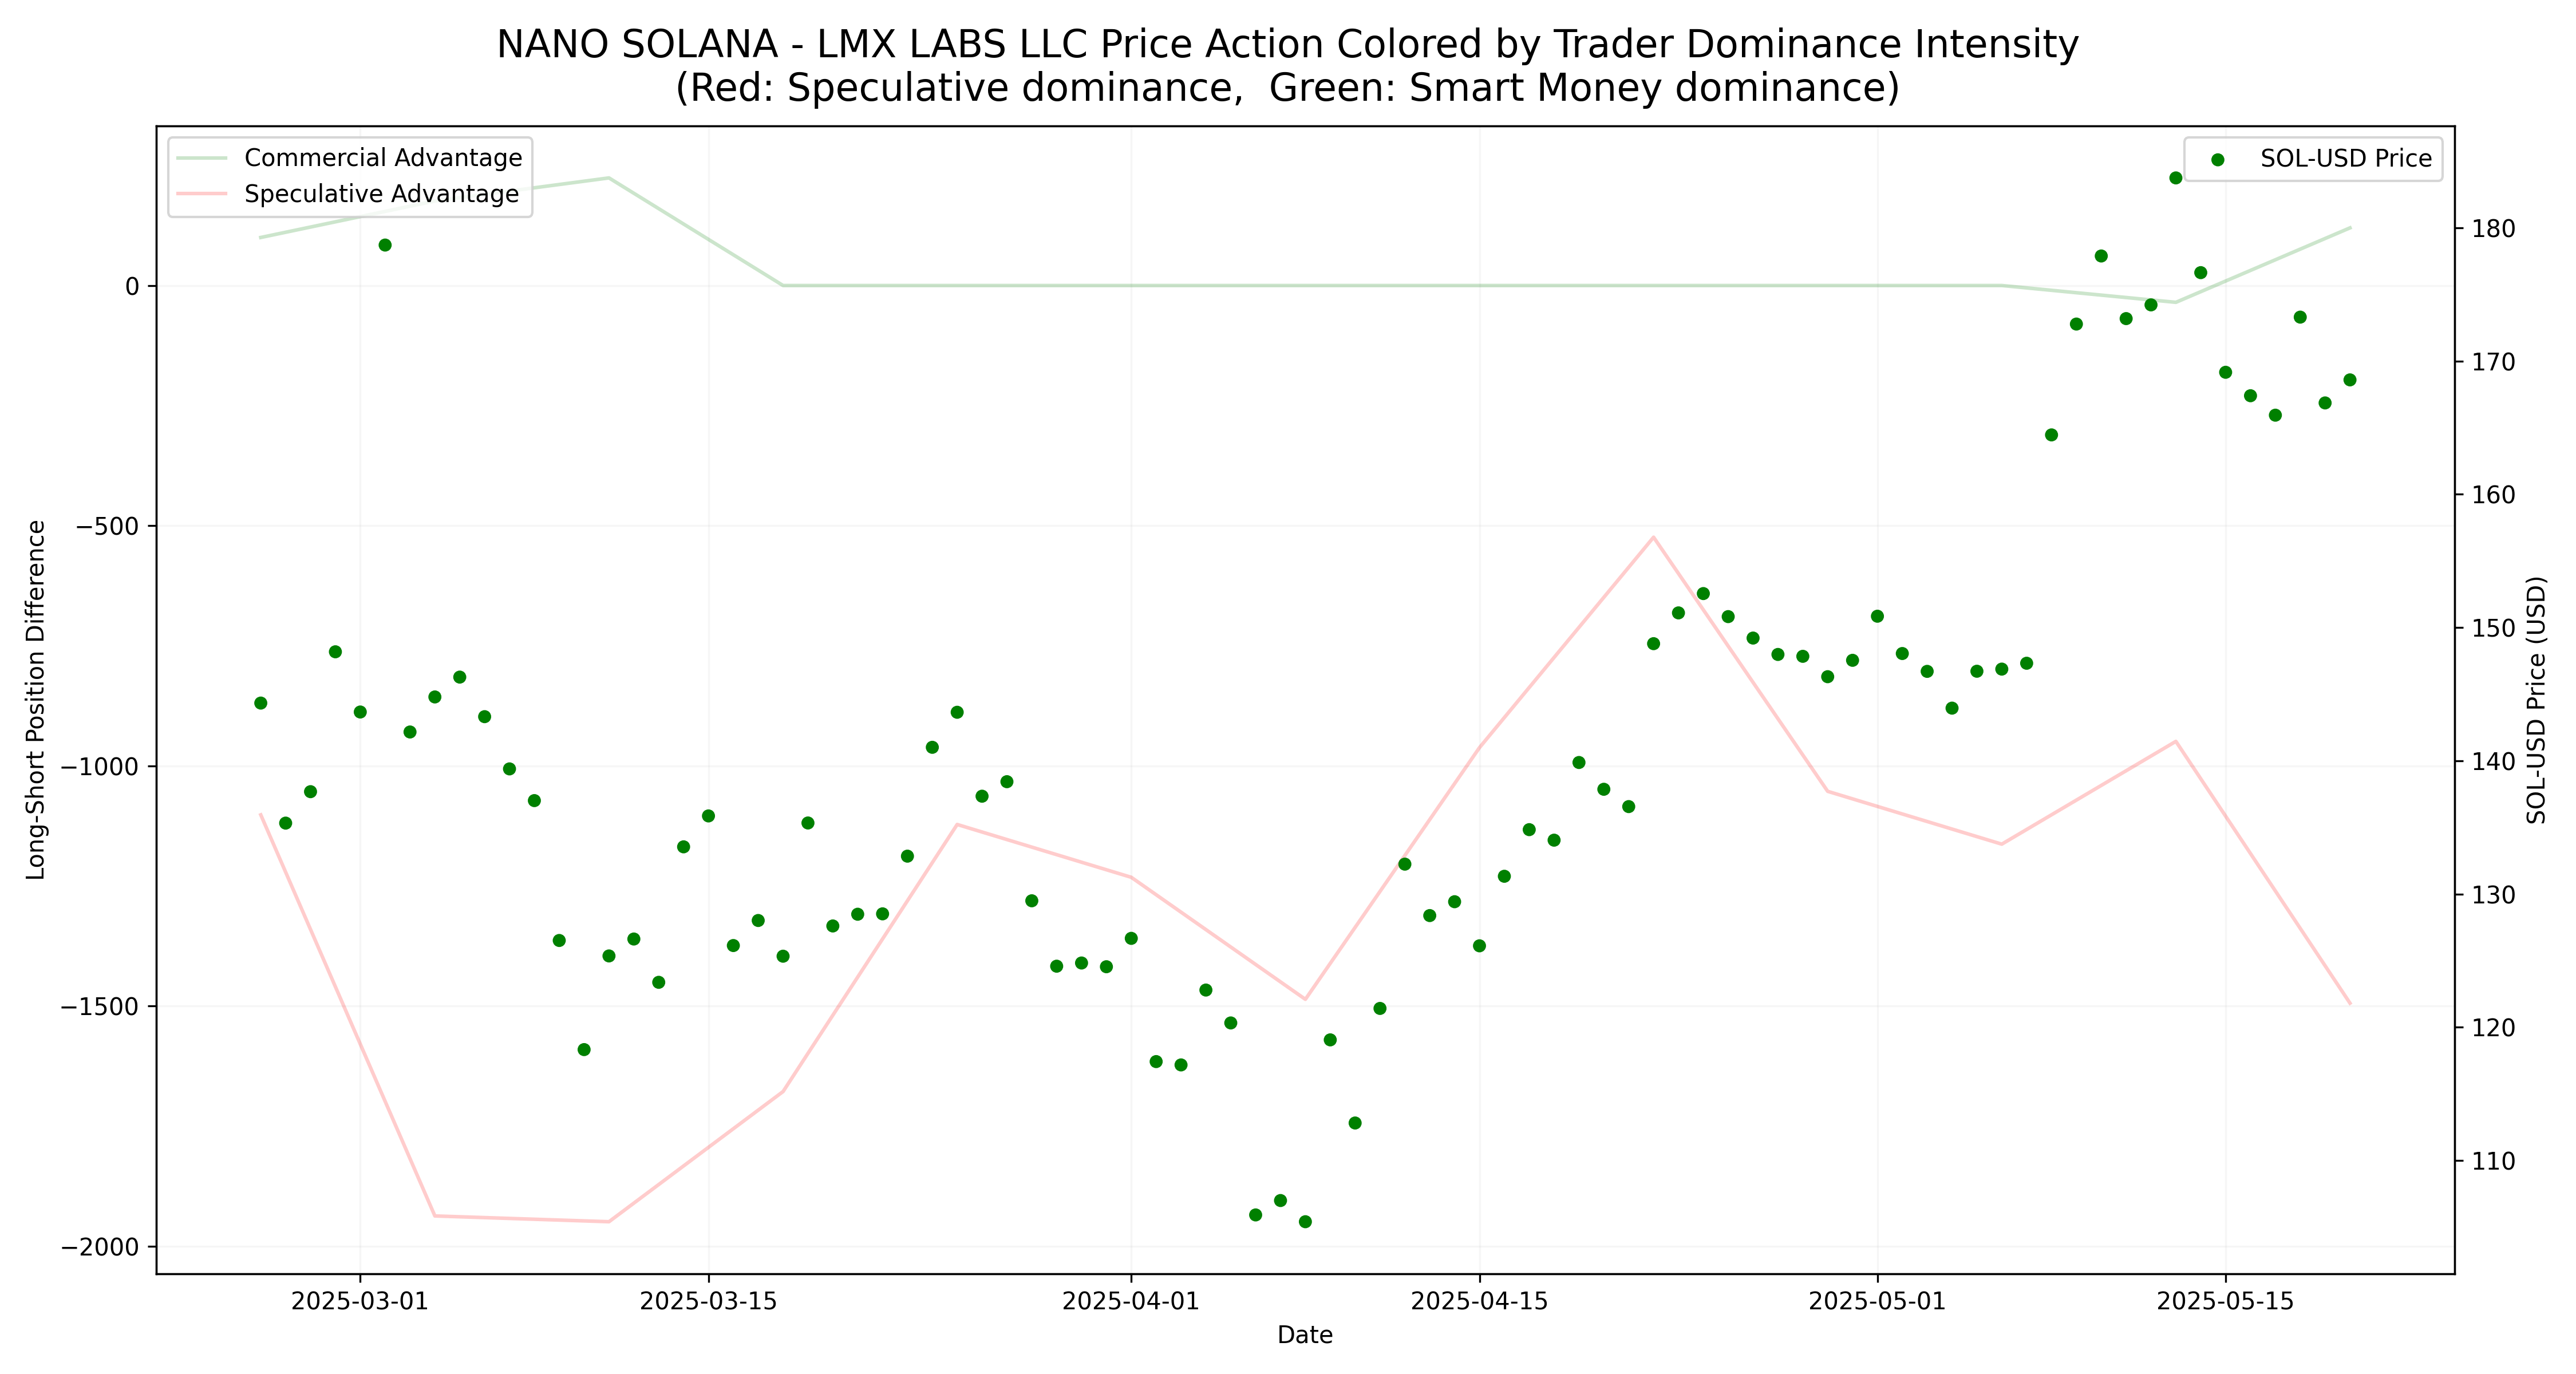 NANO SOLANA - LMX LABS LLC Price Action Colored by Trader Dominance Intensity
(Red: Speculative dominance,  Green: Smart Money dominance)
Commercial Advantage
Speculative Advantage
SOL-USD Price
Long-Short Position Difference
0
−500
−1000
−1500
−2000
180
170
160
150
140
130
120
110
SOL-USD Price (USD)
2025-03-01
2025-03-15
2025-04-01
2025-04-15
2025-05-01
2025-05-15
Date